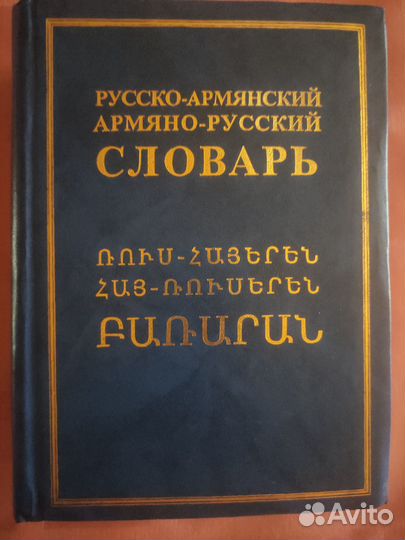 РУССКО-АРМЯНСКИЙ
АРМЯНО-РУССКИЙ
СЛОВАРЬ
ՌՈՒՍ-ՀԱՅԵՐԵՆ
ՀԱՅ-ՌՈՒՍԵՐԵՆ
ԲԱՌԱՐԱՆ
Avito